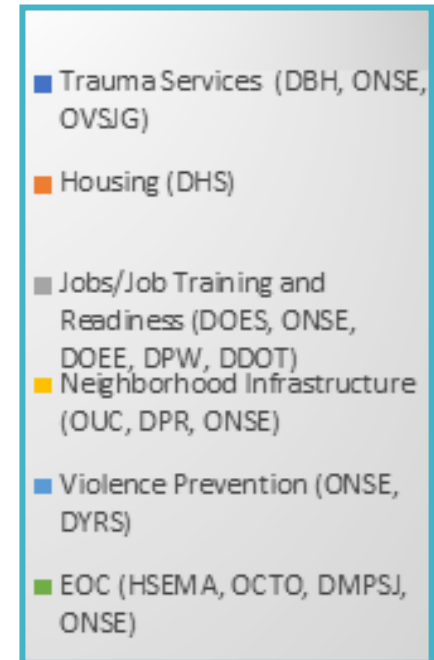 Trauma Services (DBH, ONSE,
OVSJG)
Housing (DHS)
Jobs/Job Training and
Readiness (DOES, ONSE,
DOEE, DPW, DDOT)
Neighborhood Infrastructure
(OUC, DPR, ONSE)
Violence Prevention (ONSE,
DYRS)
EOC (HSEMA, OCTO, DMPSJ,
ONSE)